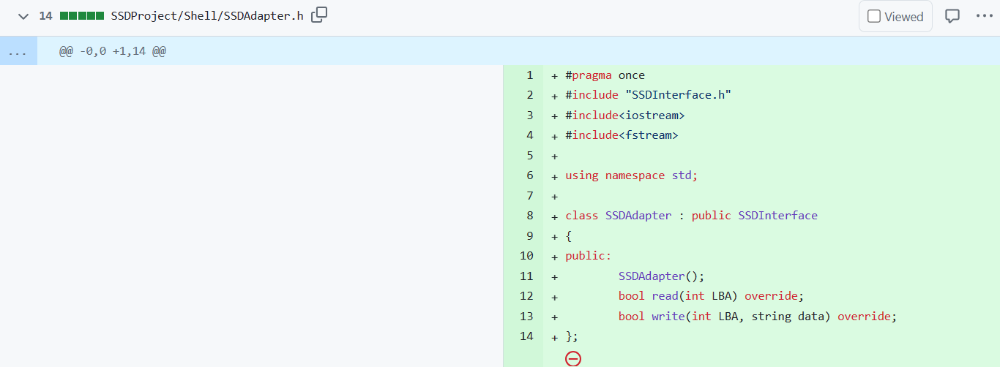 14 SSDProject/Shell/SSDAdapter.h Viewed
... @@ -0,0 +1,14 @@
1 + #pragma once
2 + #include "SSDInterface.h"
3 + #include<iostream>
4 + #include<fstream>
5 +
6 + using namespace std;
7 +
8 + class SSDAdapter : public SSDInterface
9 + {
10 + public:
11 + SSDAdapter();
12 + bool read(int LBA) override;
13 + bool write(int LBA, string data) override;
14 + };